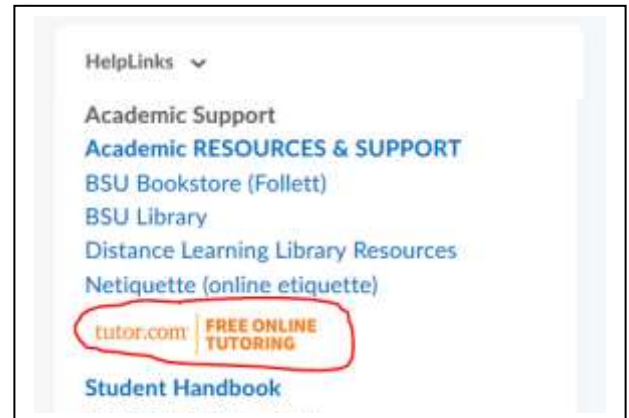 HelpLinks
Academic Support
Academic RESOURCES & SUPPORT
BSU Bookstore (Follett)
BSU Library
Distance Learning Library Resources
Netiquette (online etiquette)
tutor.com FREE ONLINE
TUTORING
Student Handbook